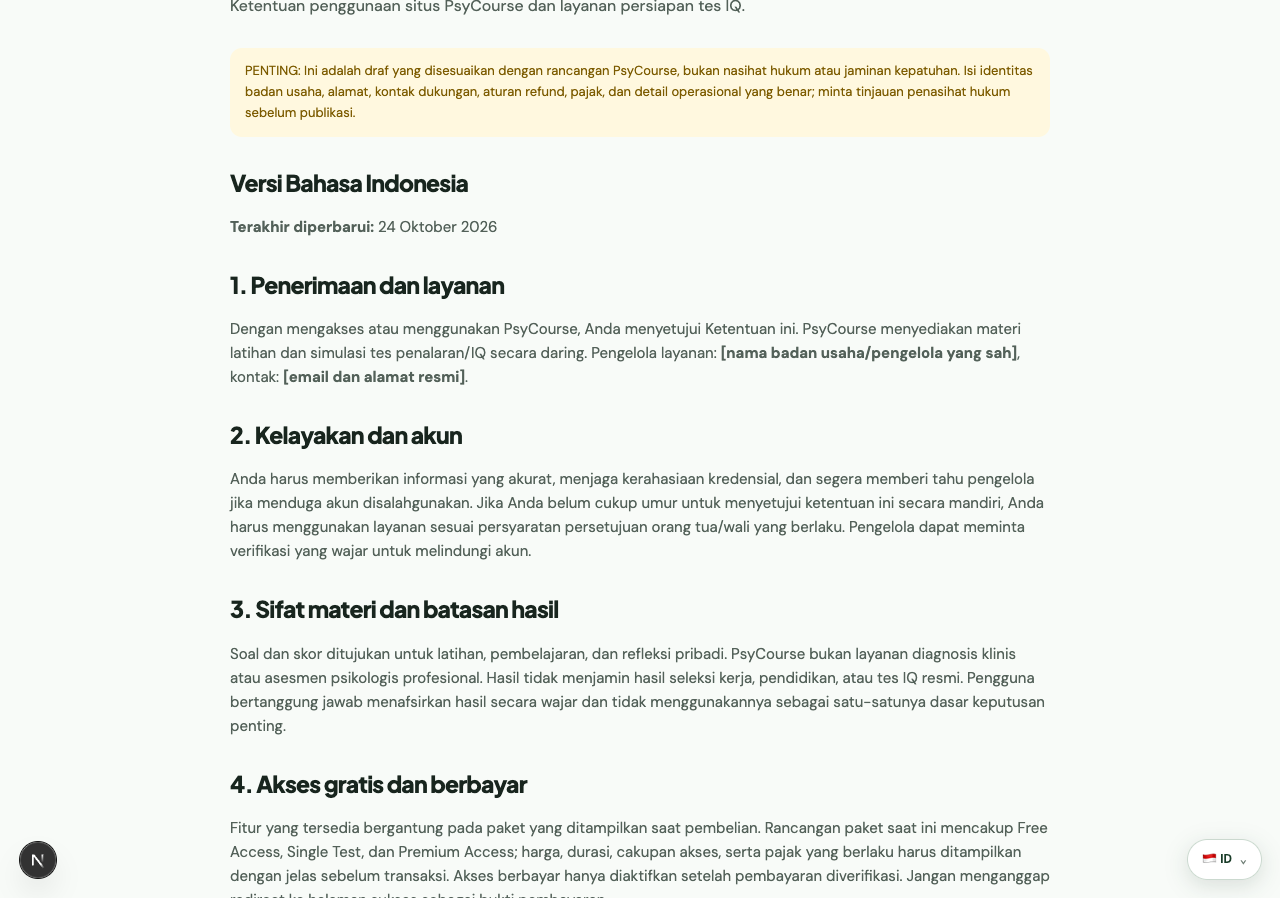 Ketentuan penggunaan situs PsyCourse dan layanan persiapan tes IQ.
PENTING: Ini adalah draf yang disesuaikan dengan rancangan PsyCourse, bukan nasihat hukum atau jaminan kepatuhan. Isi identitas
badan usaha, alamat, kontak dukungan, aturan refund, pajak, dan detail operasional yang benar; minta tinjauan penasihat hukum
sebelum publikasi.
Versi Bahasa Indonesia
Terakhir diperbarui: 24 Oktober 2026
1. Penerimaan dan layanan
Dengan mengakses atau menggunakan PsyCourse, Anda menyetujui Ketentuan ini. PsyCourse menyediakan materi
latihan dan simulasi tes penalaran/IQ secara daring. Pengelola layanan: [nama badan usaha/pengelola yang sah],
kontak: [email dan alamat resmi].
2. Kelayakan dan akun
Anda harus memberikan informasi yang akurat, menjaga kerahasiaan kredensial, dan segera memberi tahu pengelola
jika menduga akun disalahgunakan. Jika Anda belum cukup umur untuk menyetujui ketentuan ini secara mandiri, Anda
harus menggunakan layanan sesuai persyaratan persetujuan orang tua/wali yang berlaku. Pengelola dapat meminta
verifikasi yang wajar untuk melindungi akun.
3. Sifat materi dan batasan hasil
Soal dan skor ditujukan untuk latihan, pembelajaran, dan refleksi pribadi. PsyCourse bukan layanan diagnosis klinis
atau asesmen psikologis profesional. Hasil tidak menjamin hasil seleksi kerja, pendidikan, atau tes IQ resmi. Pengguna
bertanggung jawab menafsirkan hasil secara wajar dan tidak menggunakannya sebagai satu-satunya dasar keputusan
penting.
4. Akses gratis dan berbayar
Fitur yang tersedia bergantung pada paket yang ditampilkan saat pembelian. Rancangan paket saat ini mencakup Free
Access, Single Test, dan Premium Access; harga, durasi, cakupan akses, serta pajak yang berlaku harus ditampilkan
dengan jelas sebelum transaksi. Akses berbayar hanya diaktifkan setelah pembayaran diverifikasi. Jangan menganggap
redirect ke halaman sukses sebagai bukti pembayaran.
N
ID